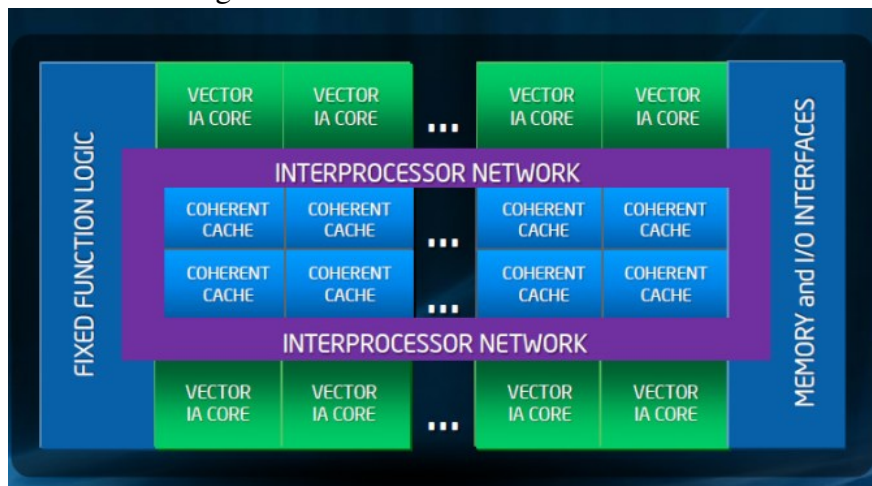 FIXED FUNCTION LOGIC
VECTOR
IA CORE
VECTOR
IA CORE
...
VECTOR
IA CORE
VECTOR
IA CORE
MEMORY and I/O INTERFACES
INTERPROCESSOR NETWORK
COHERENT
CACHE
COHERENT
CACHE
...
COHERENT
CACHE
COHERENT
CACHE
COHERENT
CACHE
COHERENT
CACHE
...
COHERENT
CACHE
COHERENT
CACHE
INTERPROCESSOR NETWORK
VECTOR
IA CORE
VECTOR
IA CORE
...
VECTOR
IA CORE
VECTOR
IA CORE